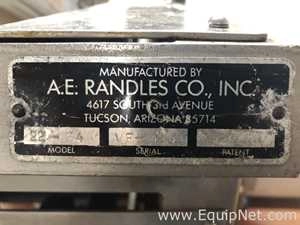 MANUFACTURED BY
A.E. RANDLES CO., INC.
4617 SOUTH 3rd AVENUE
TUCSON, ARIZONA 85714
MODEL SERIAL PATENT
www.EquipNet.com